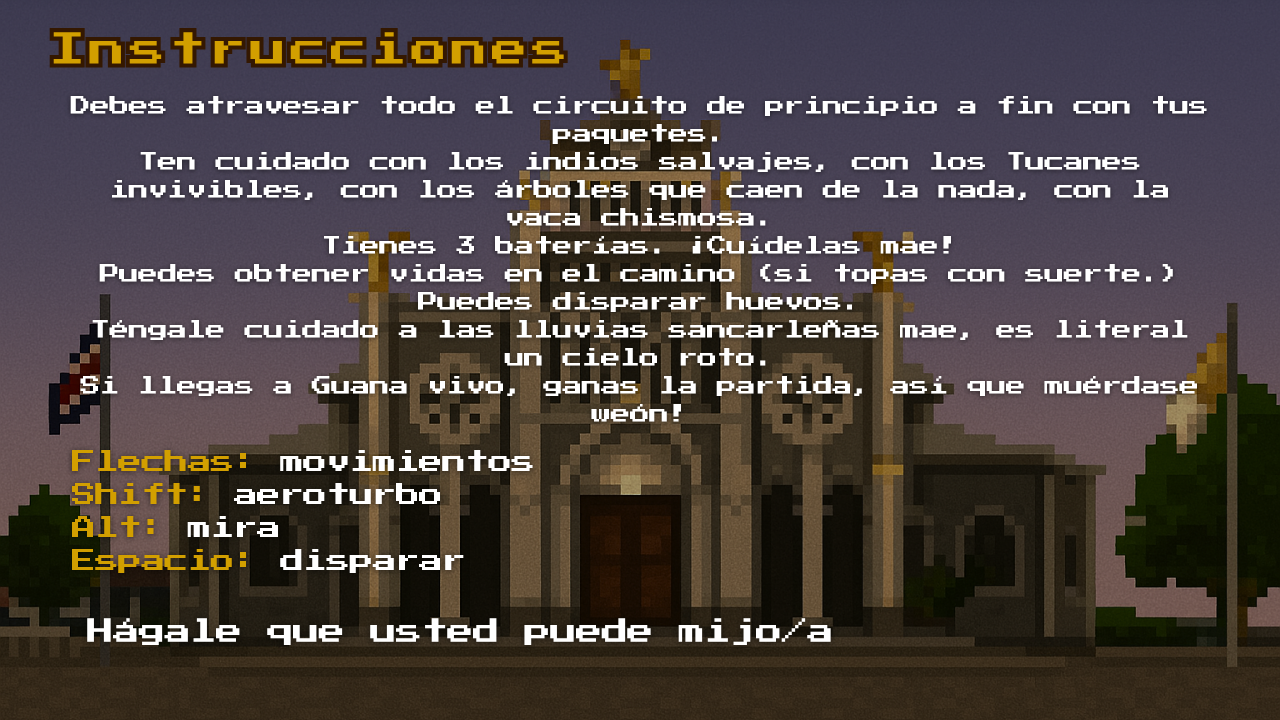 Instrucciones
Debes atravesar todo el circuito de principio a fin con tus
paquetes.
Ten cuidado con los indios salvajes, con los Tucanes
invivibles, con los árboles que caen de la nada, con la
vaca chismosa.
Tienes 3 baterías. ¡Cuídelas mae!
Puedes obtener vidas en el camino (si topas con suerte.)
Puedes disparar huevos.
Téngale cuidado a las lluvias sancarleñas mae, es literal
un cielo roto.
Si llegas a Guana vivo, ganas la partida, así que muérdase
weón!
Flechas: movimientos
Shift: aeroturbo
Alt: mira
Espacio: disparar
Hágale que usted puede mijo/a